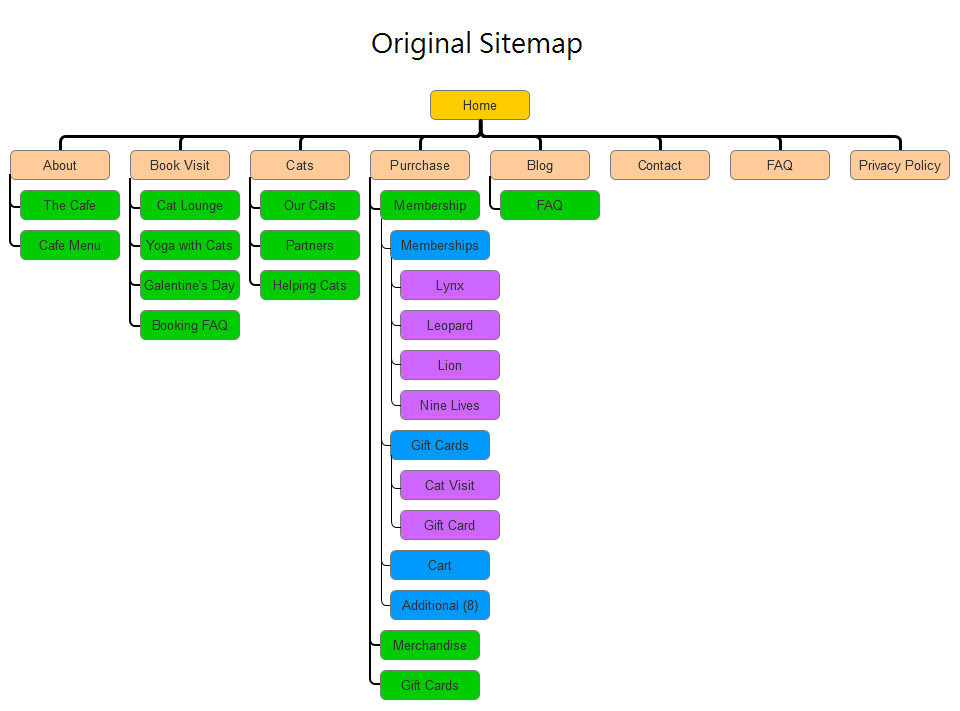 Original Sitemap
Home
About
Book Visit
Cats
Purrchase
Blog
Contact
FAQ
Privacy Policy
The Cafe
Cafe Menu
Cat Lounge
Yoga with Cats
Galentine's Day
Booking FAQ
Our Cats
Partners
Helping Cats
Membership
Memberships
Lynx
Leopard
Lion
Nine Lives
Gift Cards
Cat Visit
Gift Card
Cart
Additional (8)
Merchandise
Gift Cards
FAQ